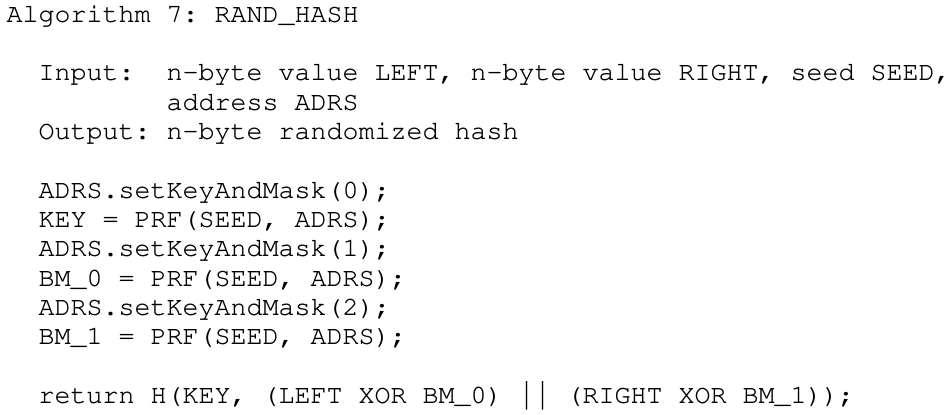 Algorithm 7: RAND_HASH
Input:  n-byte value LEFT, n-byte value RIGHT, seed SEED,
address ADRS
Output: n-byte randomized hash
ADRS.setKeyAndMask(0);
KEY = PRF(SEED, ADRS);
ADRS.setKeyAndMask(1);
BM_0 = PRF(SEED, ADRS);
ADRS.setKeyAndMask(2);
BM_1 = PRF(SEED, ADRS);
return H(KEY, (LEFT XOR BM_0) || (RIGHT XOR BM_1));